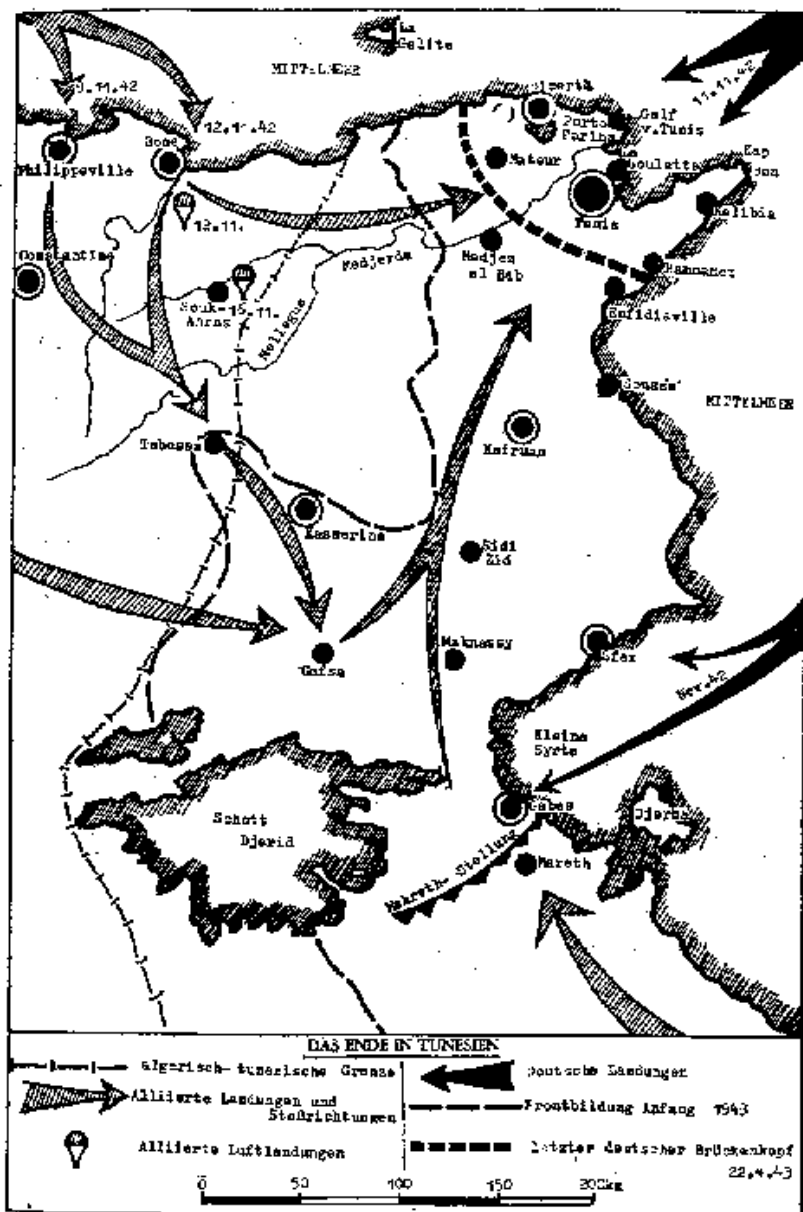 La
Galite
MITTELMEER
11.11.42
12.11.42
Porto
Farina
Golf
v.Tunis
Philippeville
Bone
Mateur
La
Goulette
Kap
Bon
Tunis
Kelibia
12.11.
Constantine
Medjerda
Medjez
el Bab
Hammamet
Souk-
Ahras
15.11.
Mellegue
Enfidaville
Sousse
MITTELMEER
Tebessa
Kairuan
Kasserine
Sidi
Zid
Gafsa
Maknassy
Sfax
Nov.42
Kleine
Syrte
Gabes
Djerba
Schott
Djerid
Mareth-Stellung
Mareth
DAS ENDE IN TUNESIEN
algerisch-tunesische Grenze
Alliierte Landungen und
Stoßrichtungen
Alliierte Luftlandungen
Deutsche Landungen
Frontbildung Anfang 1943
Letzter deutscher Brückenkopf
22.4.43
0 50 100 150 200km